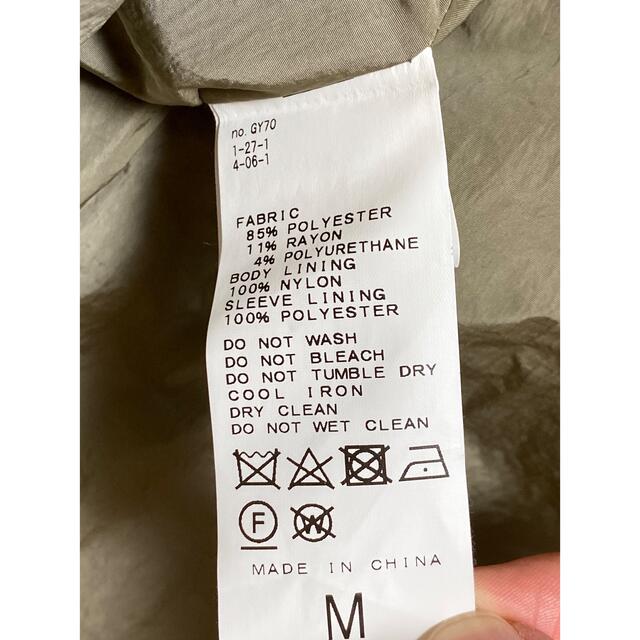 no. GY70
1-27-1
4-06-1
FABRIC
85% POLYESTER
11% RAYON
4% POLYURETHANE
BODY LINING
100% NYLON
SLEEVE LINING
100% POLYESTER
DO NOT WASH
DO NOT BLEACH
DO NOT TUMBLE DRY
COOL IRON
DRY CLEAN
DO NOT WET CLEAN
F W
MADE IN CHINA
M